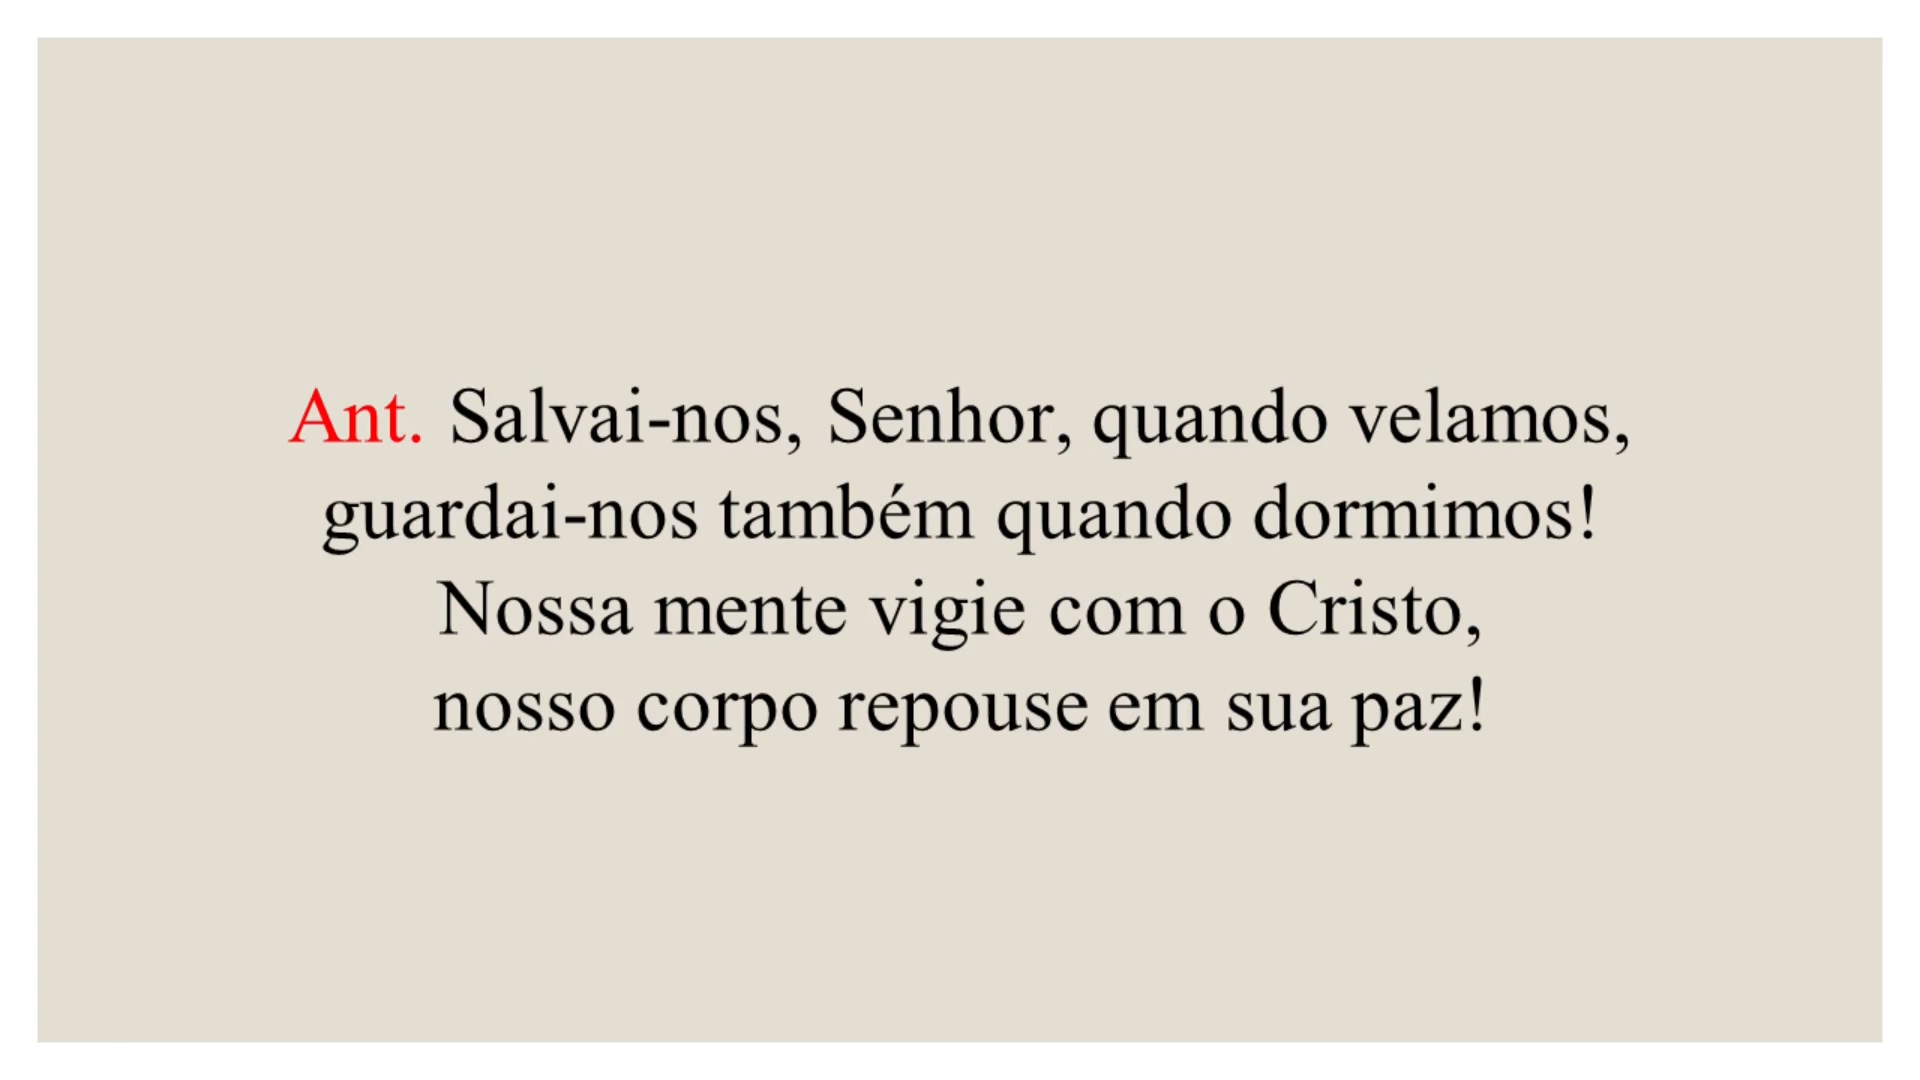 Ant. Salvai-nos, Senhor, quando velamos,
guardai-nos também quando dormimos!
Nossa mente vigie com o Cristo,
nosso corpo repouse em sua paz!